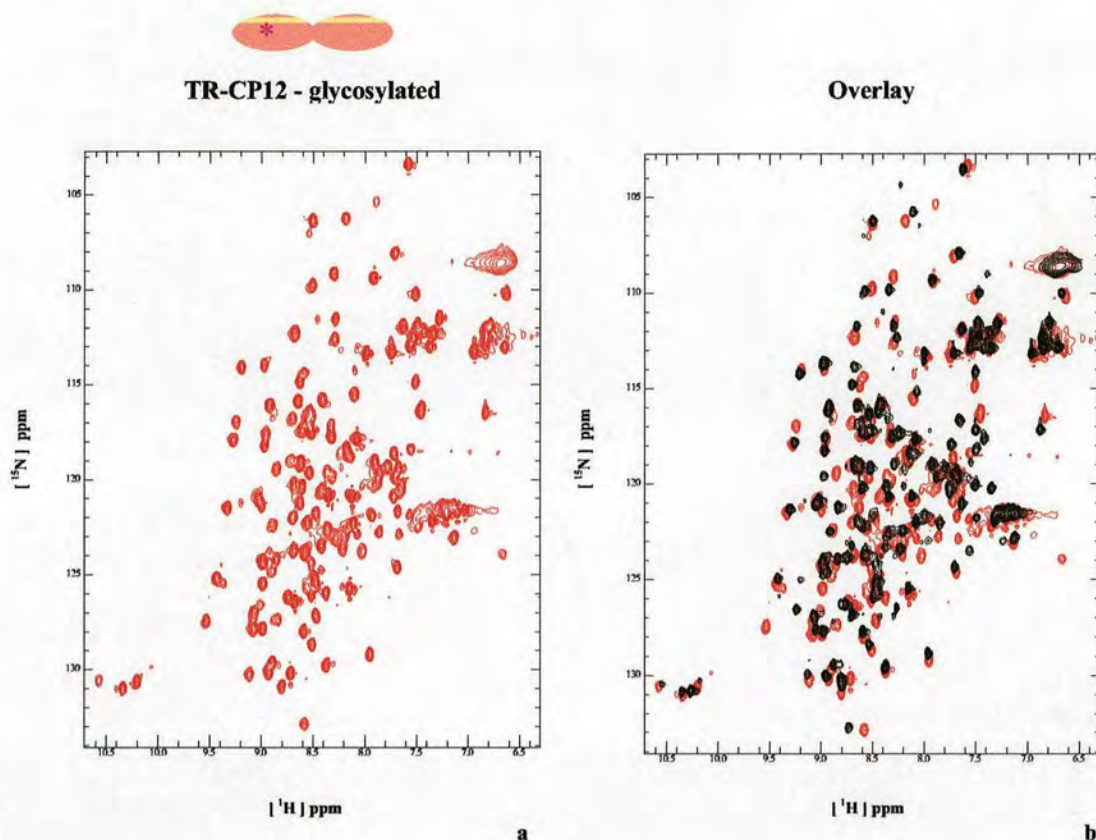 *
TR-CP12 - glycosylated
Overlay
105
110
115
120
125
130
[ ¹⁵N ] ppm
10.0 9.5 9.0 8.5 8.0 7.5 7.0 6.5
[ ¹H ] ppm
a
105
110
115
120
125
130
[ ¹⁵N ] ppm
10.5 10.0 9.5 9.0 8.5 8.0 7.5 7.0 6.5
[ ¹H ] ppm
b